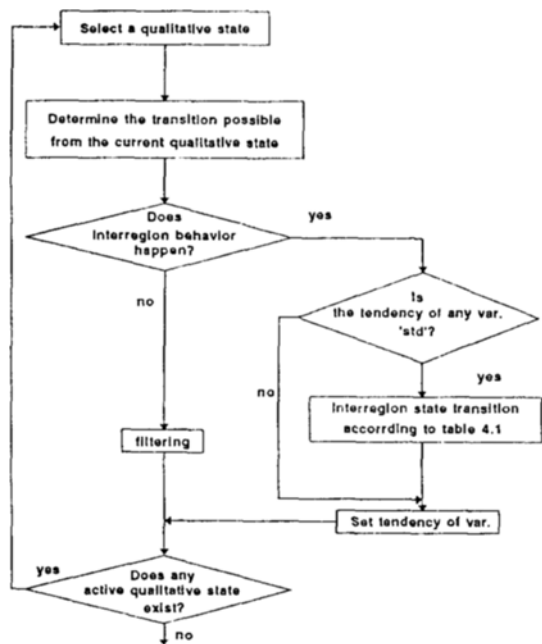 Select a qualitative state
Determine the transition possible
from the current qualitative state
Does
interregion behavior
happen?
yes
no
Is
the tendency of any var.
'std'?
no
yes
Interregion state transition
accorrding to table 4.1
filtering
Set tendency of var.
yes
Does any
active qualitative state
exist?
no